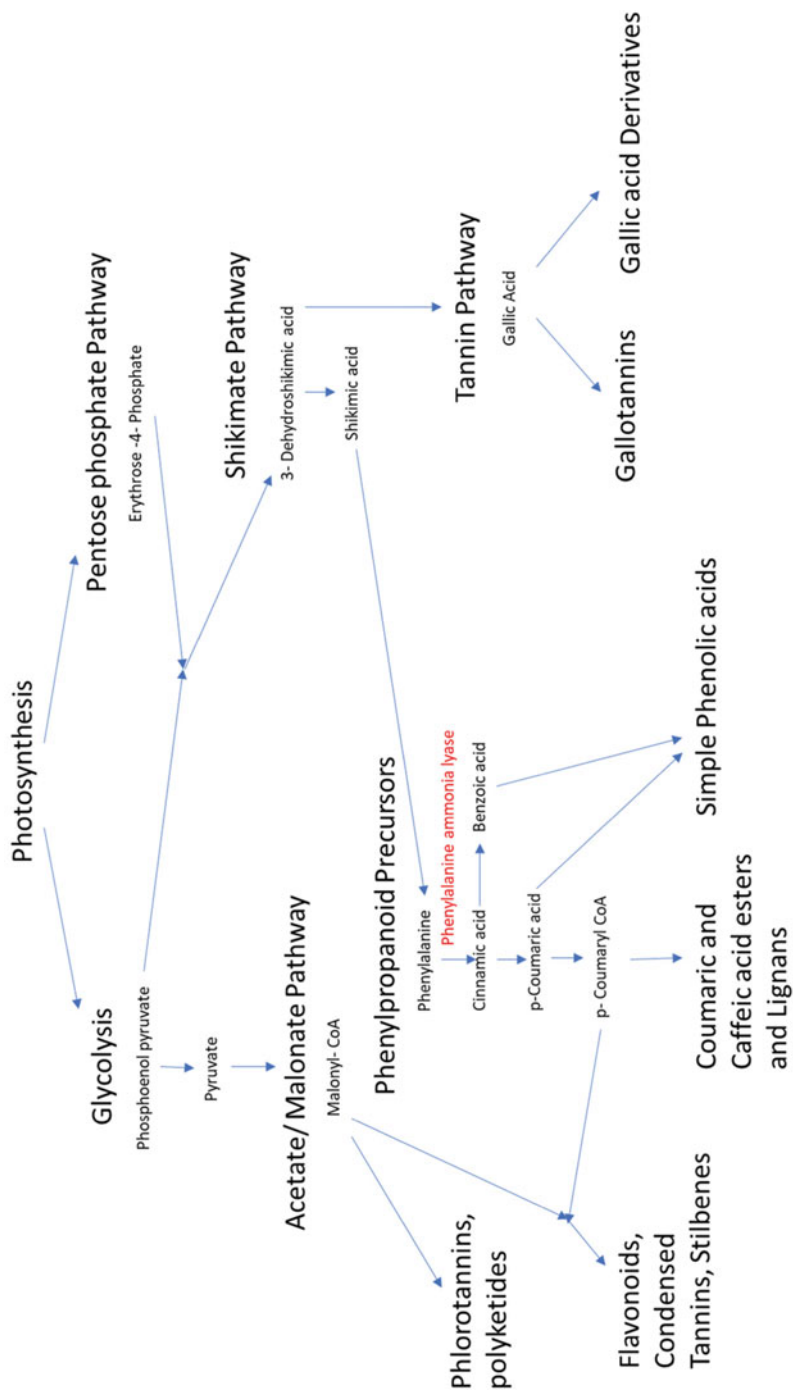 Photosynthesis
Glycolysis
Pentose phosphate Pathway
Phosphoenol pyruvate
Erythrose -4- Phosphate
Pyruvate
Shikimate Pathway
3- Dehydroshikimic acid
Acetate/ Malonate Pathway
Malonyl- CoA
Shikimic acid
Phenylpropanoid Precursors
Phenylalanine
Phenylalanine ammonia lyase
Cinnamic acid
Benzoic acid
p-Coumaric acid
p- Coumaryl CoA
Tannin Pathway
Gallic Acid
Phlorotannins,
polyketides
Flavonoids,
Condensed
Tannins, Stilbenes
Coumaric and
Caffeic acid esters
and Lignans
Simple Phenolic acids
Gallotannins
Gallic acid Derivatives